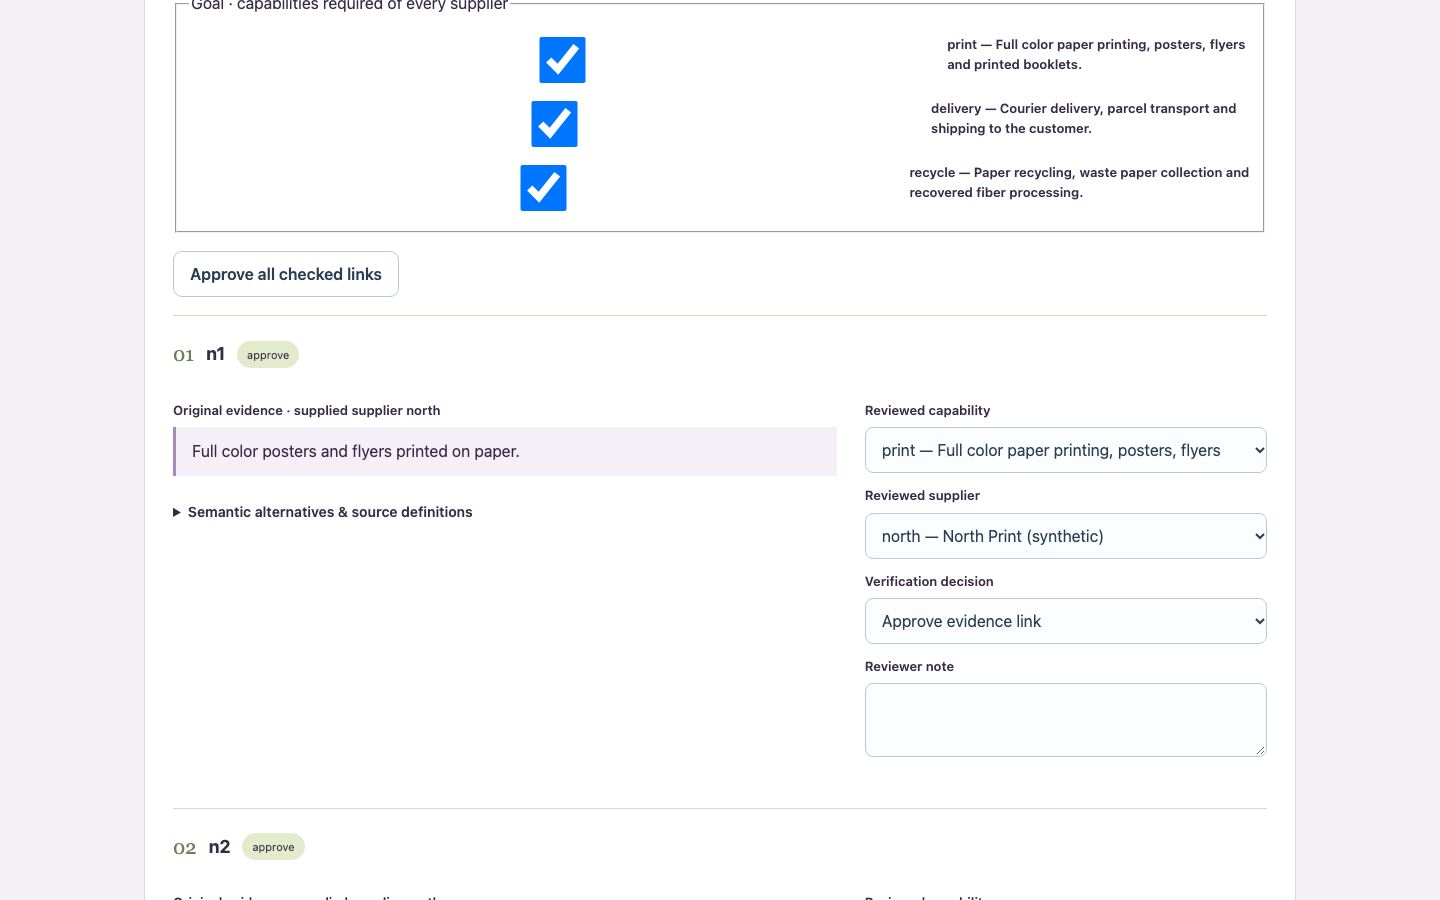 Goal · capabilities required of every supplier
print — Full color paper printing, posters, flyers
and printed booklets.
delivery — Courier delivery, parcel transport and
shipping to the customer.
recycle — Paper recycling, waste paper collection and
recovered fiber processing.
Approve all checked links
01 n1 approve
Original evidence · supplied supplier north
Full color posters and flyers printed on paper.
Semantic alternatives & source definitions
Reviewed capability
print — Full color paper printing, posters, flyers
Reviewed supplier
north — North Print (synthetic)
Verification decision
Approve evidence link
Reviewer note
02 n2 approve